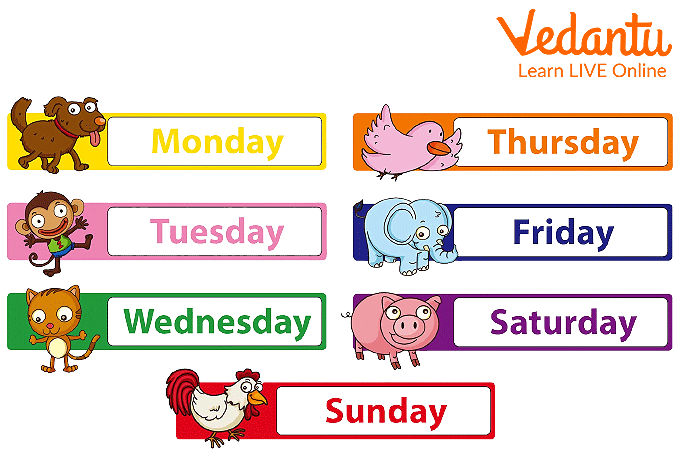 Vedantu
Learn LIVE Online
Monday
Thursday
Tuesday
Friday
Wednesday
Saturday
Sunday